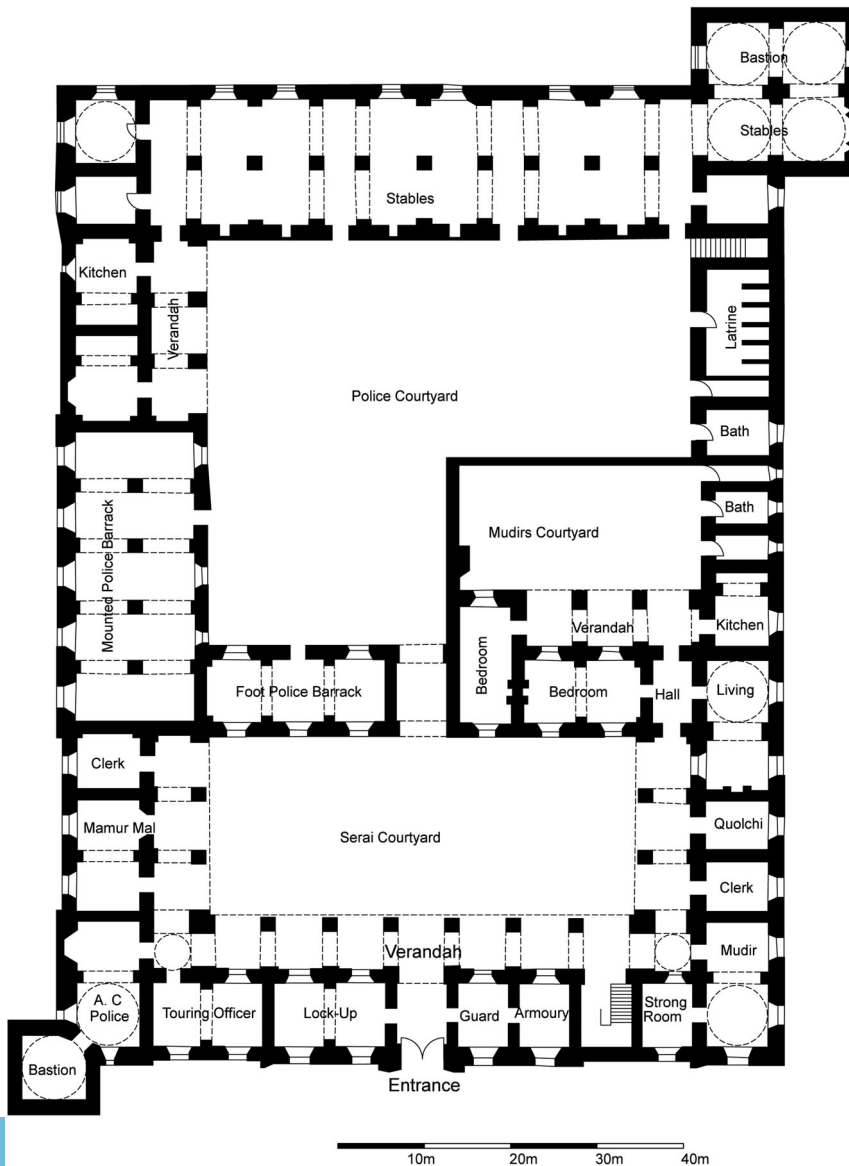 Bastion
Stables
Stables
Kitchen
Verandah
Latrine
Police Courtyard
Bath
Mounted Police Barrack
Mudirs Courtyard
Bath
Verandah
Kitchen
Bedroom
Foot Police Barrack
Bedroom
Hall
Living
Clerk
Mamur Mal
Serai Courtyard
Quolchi
Clerk
Verandah
Mudir
A. C
Police
Touring Officer
Lock-Up
Guard
Armoury
Strong
Room
Bastion
Entrance
10m
20m
30m
40m